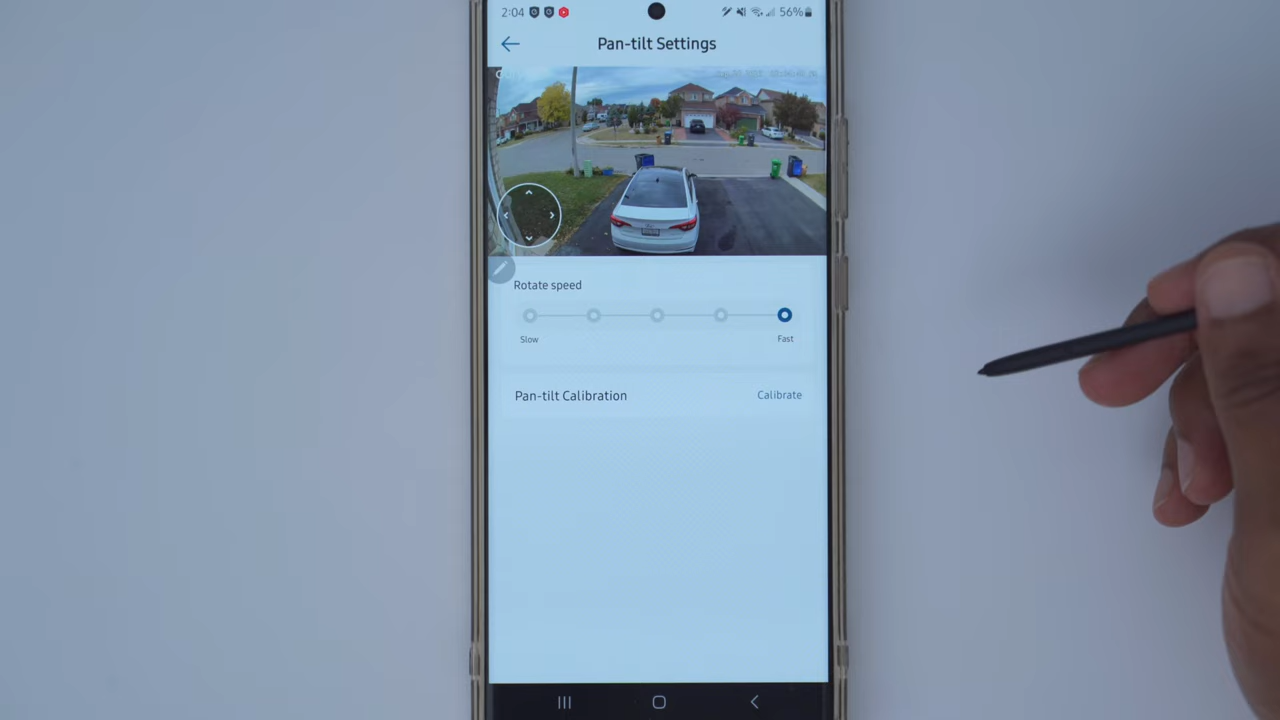 2:04
56%
Pan-tilt Settings
Rotate speed
Slow
Fast
Pan-tilt Calibration
Calibrate